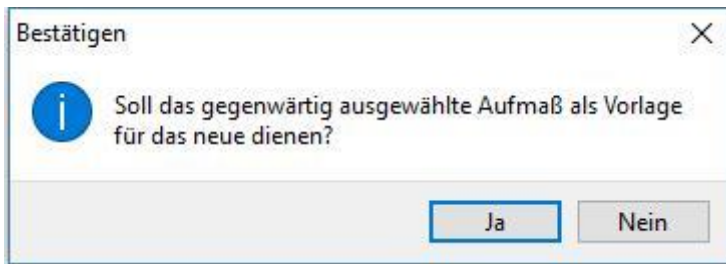 Bestätigen
Soll das gegenwärtig ausgewählte Aufmaß als Vorlage
für das neue dienen?
Ja
Nein